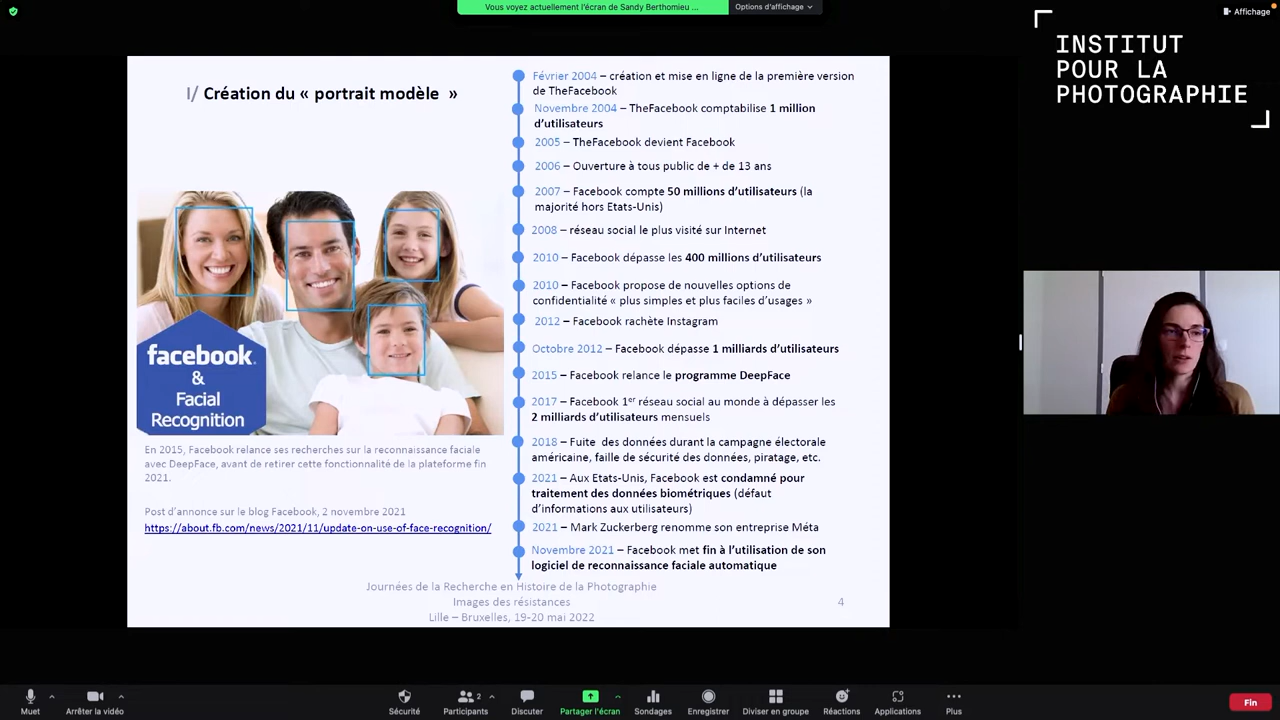 Vous voyez actuellement l'écran de Sandy Berthomieu ...
Options d'affichage
Affichage
INSTITUT
POUR LA
PHOTOGRAPHIE
I/ Création du « portrait modèle »
facebook.
&
Facial
Recognition
En 2015, Facebook relance ses recherches sur la reconnaissance faciale
avec DeepFace, avant de retirer cette fonctionnalité de la plateforme fin
2021.
Post d'annonce sur le blog Facebook, 2 novembre 2021
https://about.fb.com/news/2021/11/update-on-use-of-face-recognition/
Février 2004 – création et mise en ligne de la première version
de TheFacebook
Novembre 2004 – TheFacebook comptabilise 1 million
d'utilisateurs
2005 – TheFacebook devient Facebook
2006 – Ouverture à tous public de + de 13 ans
2007 – Facebook compte 50 millions d'utilisateurs (la
majorité hors Etats-Unis)
2008 – réseau social le plus visité sur Internet
2010 – Facebook dépasse les 400 millions d'utilisateurs
2010 – Facebook propose de nouvelles options de
confidentialité « plus simples et plus faciles d'usages »
2012 – Facebook rachète Instagram
Octobre 2012 – Facebook dépasse 1 milliards d'utilisateurs
2015 – Facebook relance le programme DeepFace
2017 – Facebook 1er réseau social au monde à dépasser les
2 milliards d'utilisateurs mensuels
2018 – Fuite des données durant la campagne électorale
américaine, faille de sécurité des données, piratage, etc.
2021 – Aux Etats-Unis, Facebook est condamné pour
traitement des données biométriques (défaut
d'informations aux utilisateurs)
2021 – Mark Zuckerberg renomme son entreprise Méta
Novembre 2021 – Facebook met fin à l'utilisation de son
logiciel de reconnaissance faciale automatique
Journées de la Recherche en Histoire de la Photographie
Images des résistances
Lille – Bruxelles, 19-20 mai 2022
4
Muet
Arrêter la vidéo
Sécurité
Participants
2
Discuter
Partager l'écran
Sondages
Enregistrer
Diviser en groupe
Réactions
Applications
Plus
Fin